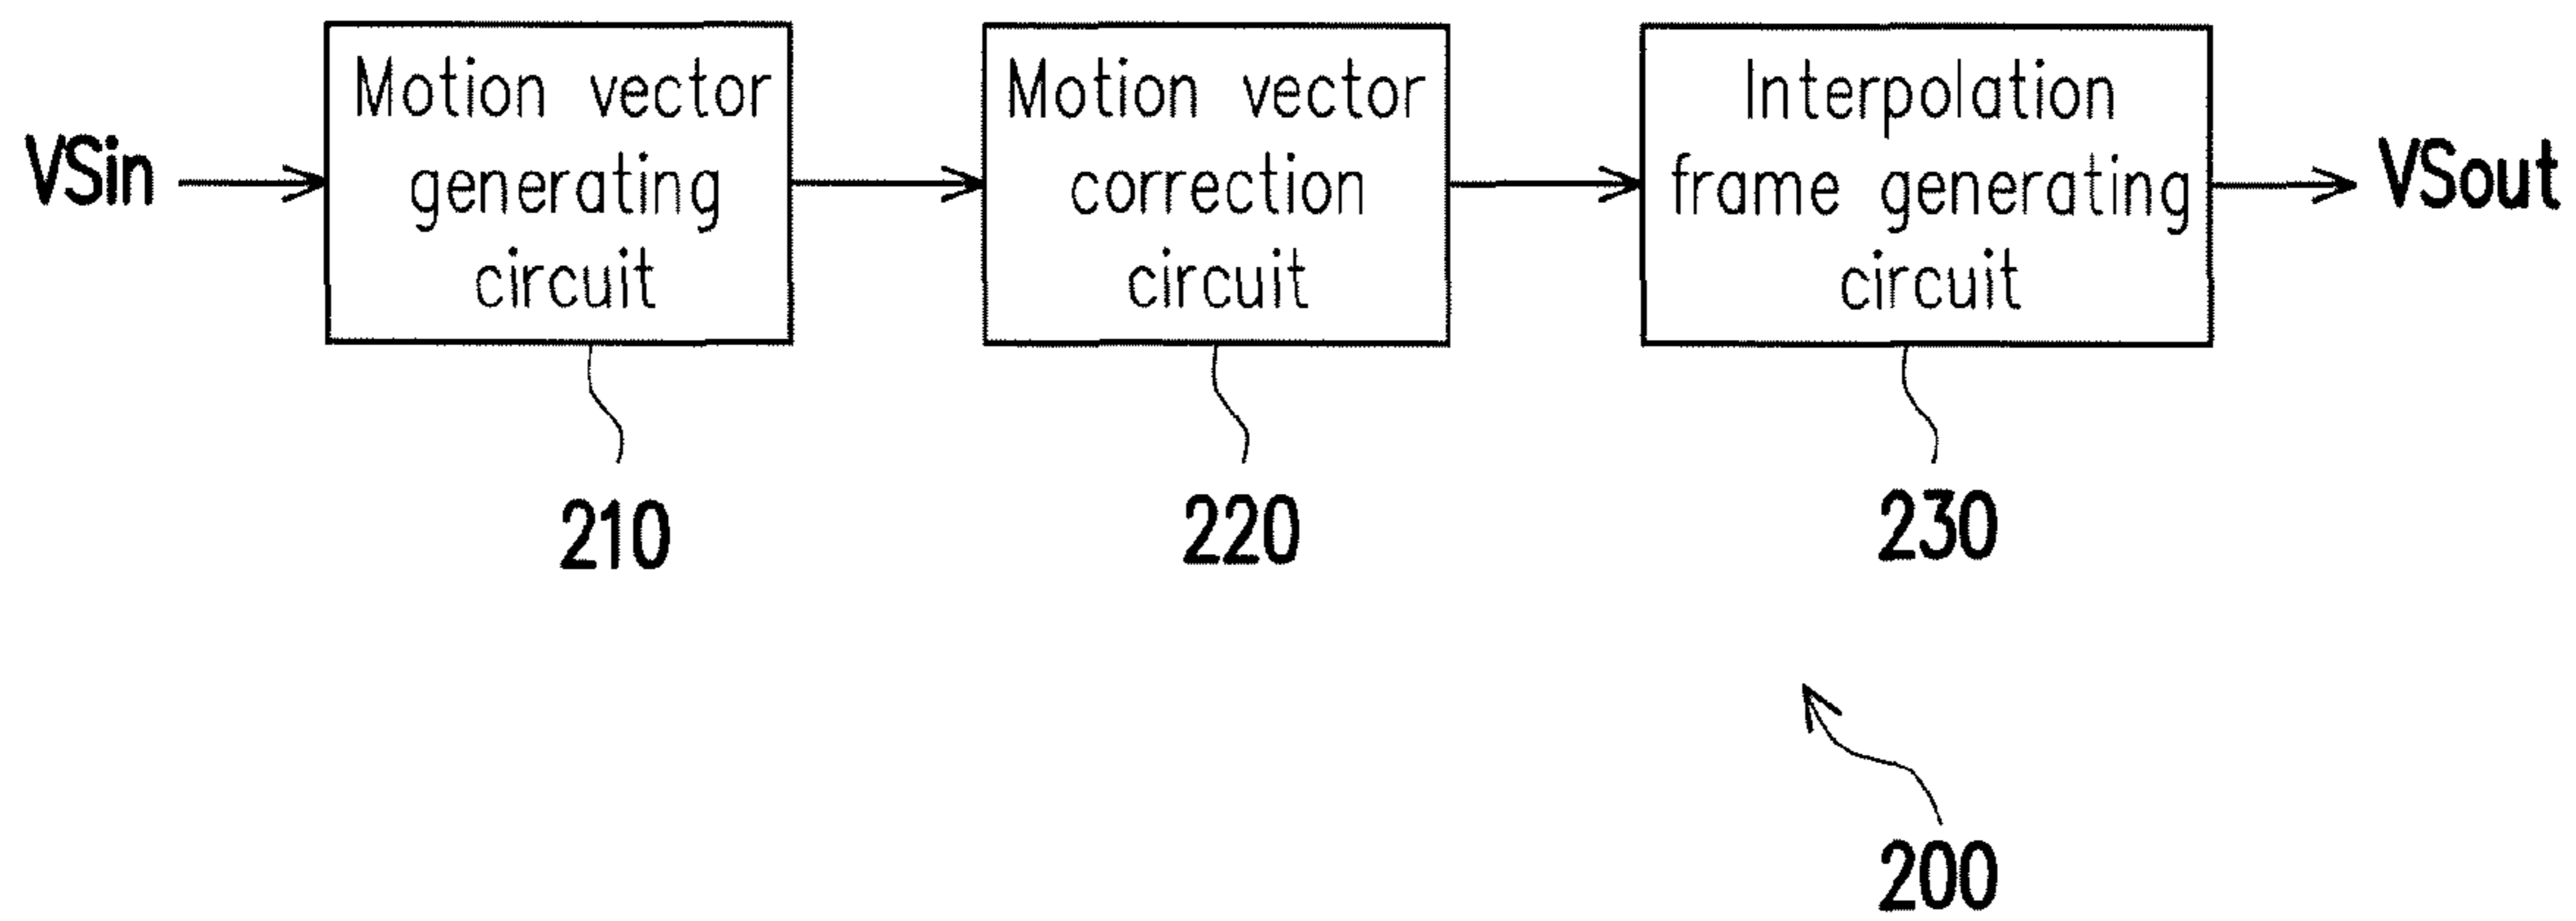 VSin
Motion vector
generating
circuit
Motion vector
correction
circuit
Interpolation
frame generating
circuit
VSout
210
220
230
200